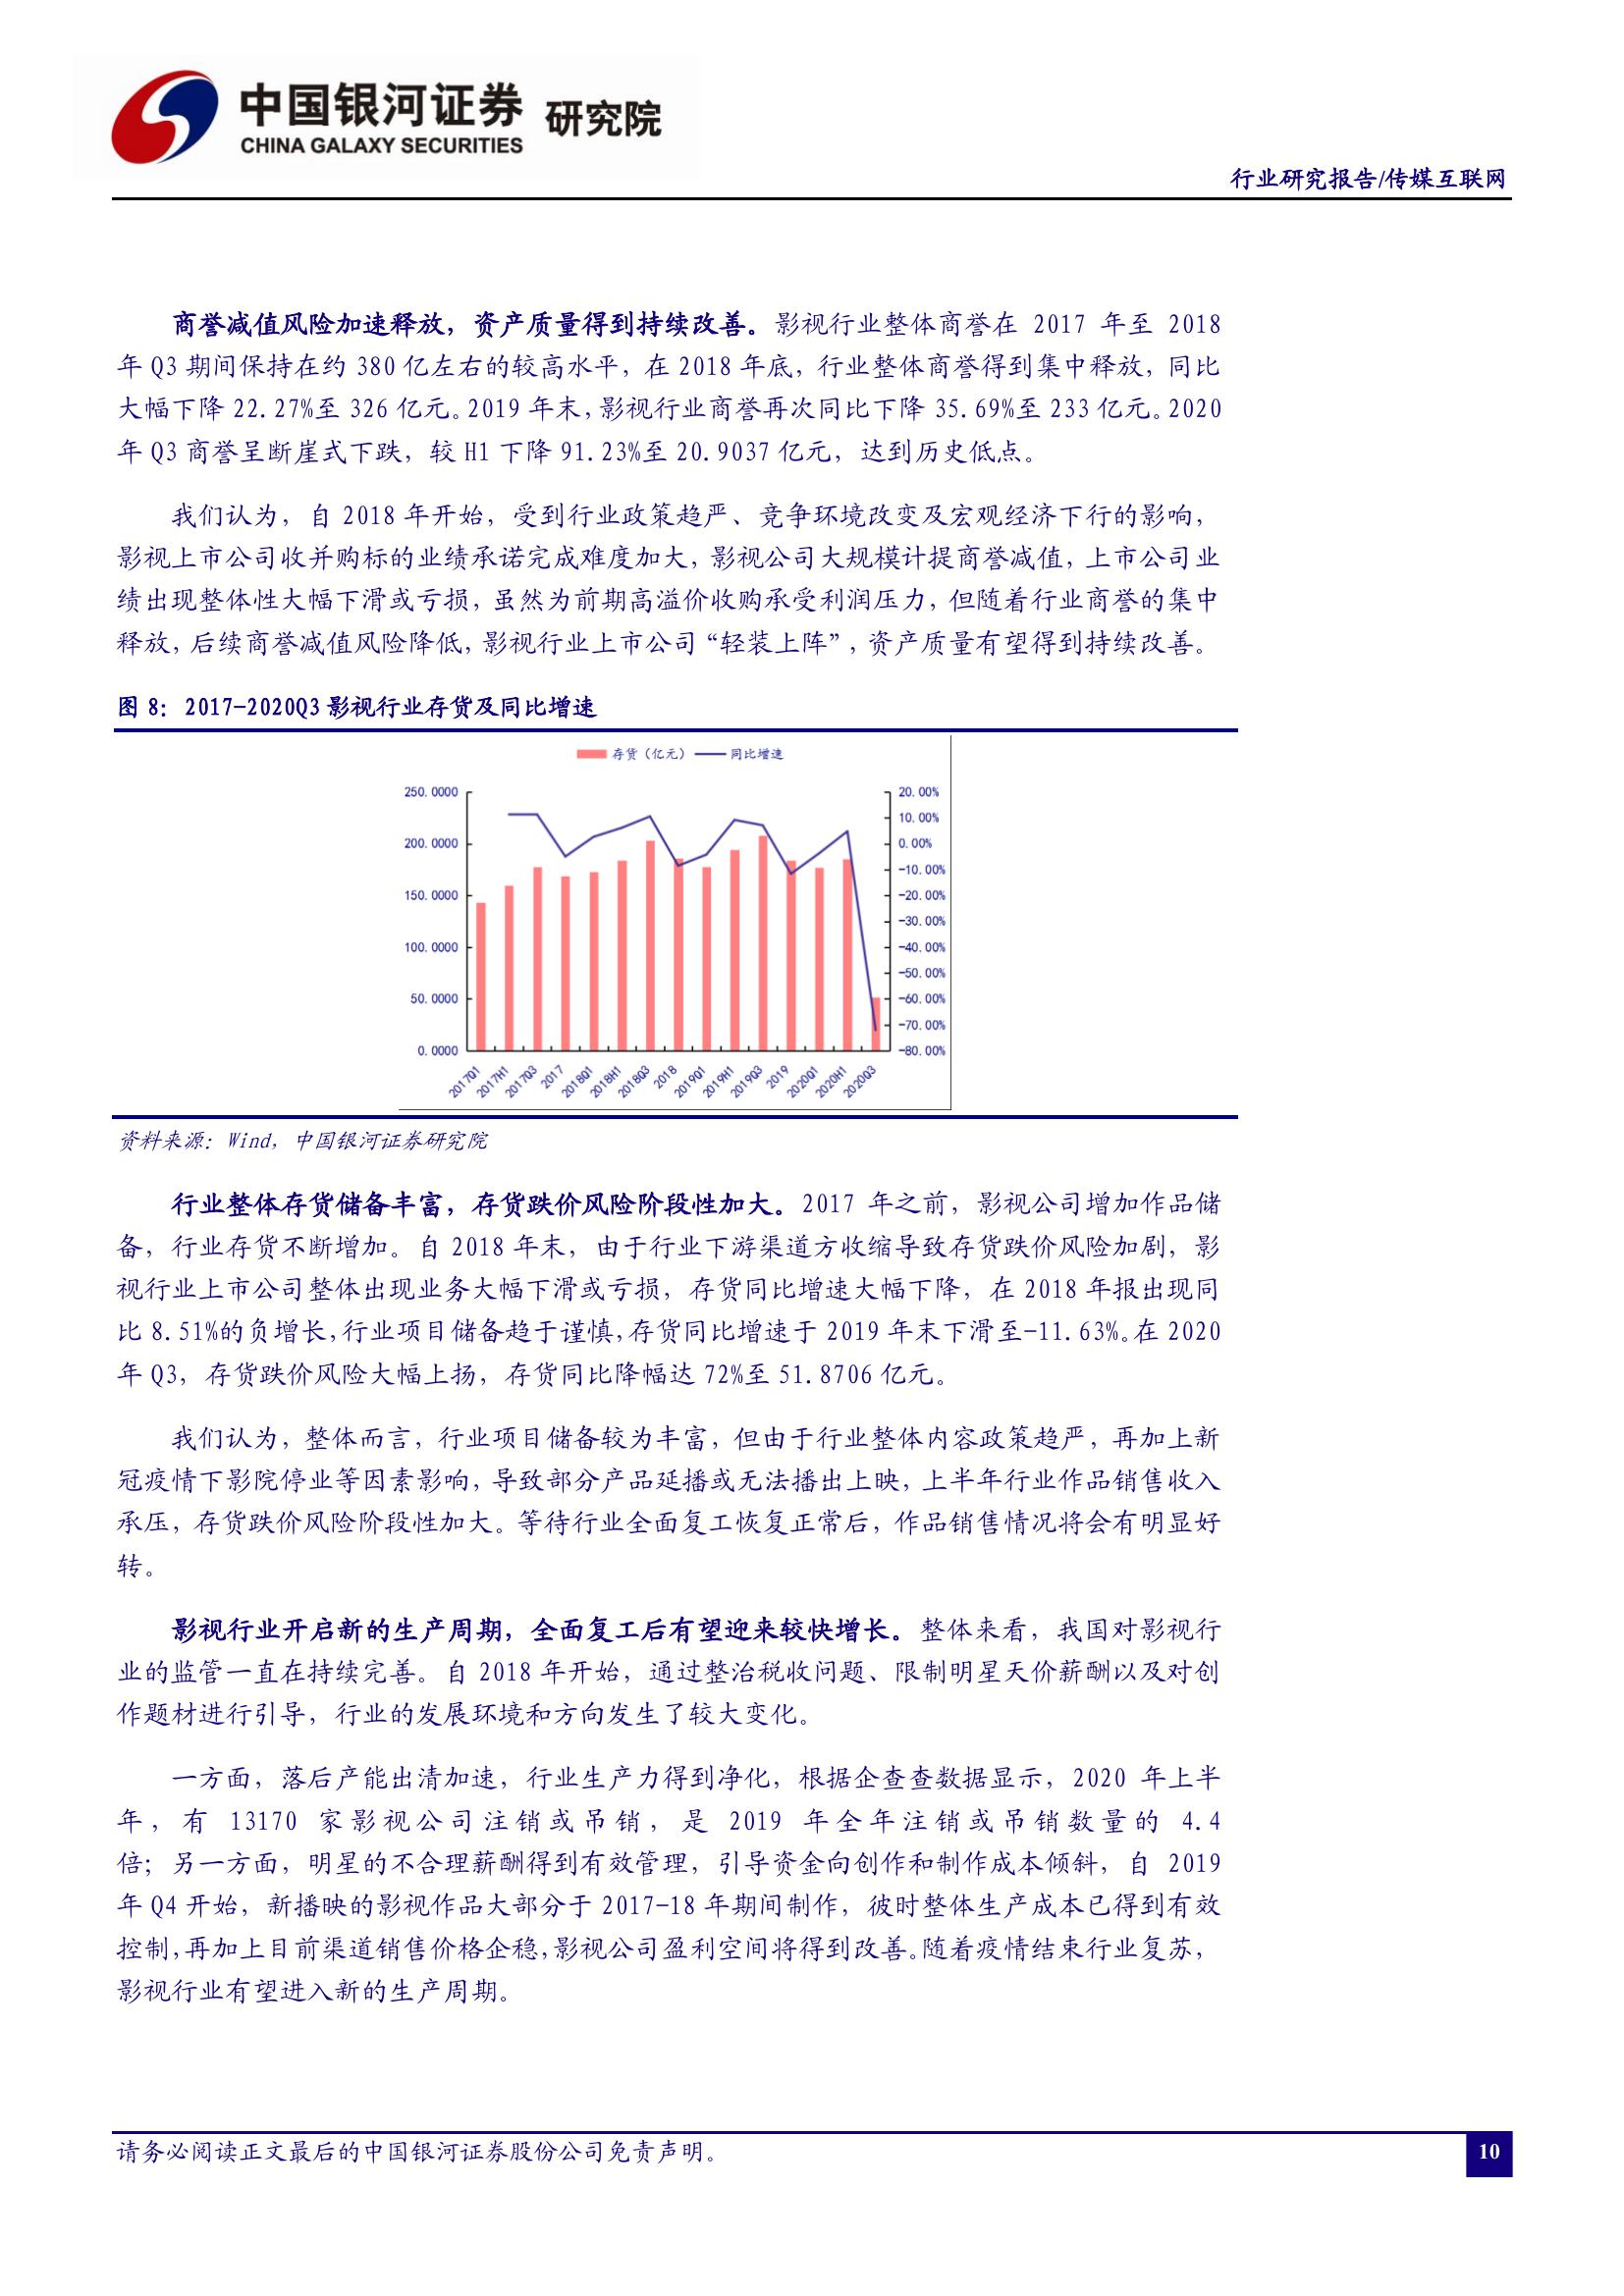 中国银河证券 研究院
CHINA GALAXY SECURITIES
行业研究报告/传媒互联网
商誉减值风险加速释放，资产质量得到持续改善。影视行业整体商誉在 2017 年至 2018
年 Q3 期间保持在约 380 亿左右的较高水平，在 2018 年底，行业整体商誉得到集中释放，同比
大幅下降 22.27%至 326 亿元。2019 年末，影视行业商誉再次同比下降 35.69%至 233 亿元。2020
年 Q3 商誉呈断崖式下跌，较 H1 下降 91.23%至 20.9037 亿元，达到历史低点。
我们认为，自 2018 年开始，受到行业政策趋严、竞争环境改变及宏观经济下行的影响，
影视上市公司收并购标的业绩承诺完成难度加大，影视公司大规模计提商誉减值，上市公司业
绩出现整体性大幅下滑或亏损，虽然为前期高溢价收购承受利润压力，但随着行业商誉的集中
释放，后续商誉减值风险降低，影视行业上市公司“轻装上阵”，资产质量有望得到持续改善。
图 8：2017-2020Q3 影视行业存货及同比增速
存货（亿元） 同比增速
250.0000
200.0000
150.0000
100.0000
50.0000
0.0000
20.00%
10.00%
0.00%
-10.00%
-20.00%
-30.00%
-40.00%
-50.00%
-60.00%
-70.00%
-80.00%
2017Q1 2017H1 2017Q3 2017 2018Q1 2018H1 2018Q3 2018 2019Q1 2019H1 2019Q3 2019 2020Q1 2020H1 2020Q3
资料来源：Wind，中国银河证券研究院
行业整体存货储备丰富，存货跌价风险阶段性加大。2017 年之前，影视公司增加作品储
备，行业存货不断增加。自 2018 年末，由于行业下游渠道方收缩导致存货跌价风险加剧，影
视行业上市公司整体出现业务大幅下滑或亏损，存货同比增速大幅下降，在 2018 年报出现同
比 8.51%的负增长，行业项目储备趋于谨慎，存货同比增速于 2019 年末下滑至-11.63%。在 2020
年 Q3，存货跌价风险大幅上扬，存货同比降幅达 72%至 51.8706 亿元。
我们认为，整体而言，行业项目储备较为丰富，但由于行业整体内容政策趋严，再加上新
冠疫情下影院停业等因素影响，导致部分产品延播或无法播出上映，上半年行业作品销售收入
承压，存货跌价风险阶段性加大。等待行业全面复工恢复正常后，作品销售情况将会有明显好
转。
影视行业开启新的生产周期，全面复工后有望迎来较快增长。整体来看，我国对影视行
业的监管一直在持续完善。自 2018 年开始，通过整治税收问题、限制明星天价薪酬以及对创
作题材进行引导，行业的发展环境和方向发生了较大变化。
一方面，落后产能出清加速，行业生产力得到净化，根据企查查数据显示，2020 年上半
年，有 13170 家影视公司注销或吊销，是 2019 年全年注销或吊销数量的 4.4
倍；另一方面，明星的不合理薪酬得到有效管理，引导资金向创作和制作成本倾斜，自 2019
年 Q4 开始，新播映的影视作品大部分于 2017-18 年期间制作，彼时整体生产成本已得到有效
控制，再加上目前渠道销售价格企稳，影视公司盈利空间将得到改善。随着疫情结束行业复苏，
影视行业有望进入新的生产周期。
请务必阅读正文最后的中国银河证券股份公司免责声明。
10